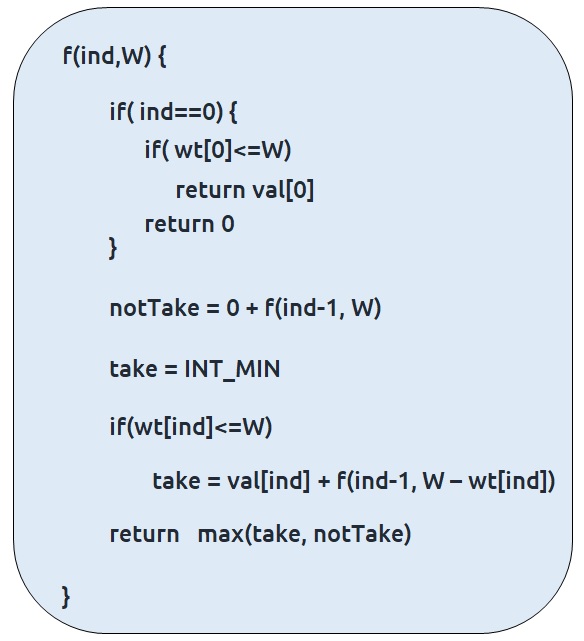 f(ind,W) {
if( ind==0) {
if( wt[0]<=W)
return val[0]
return 0
}
notTake = 0 + f(ind-1, W)
take = INT_MIN
if(wt[ind]<=W)
take = val[ind] + f(ind-1, W – wt[ind])
return max(take, notTake)
}